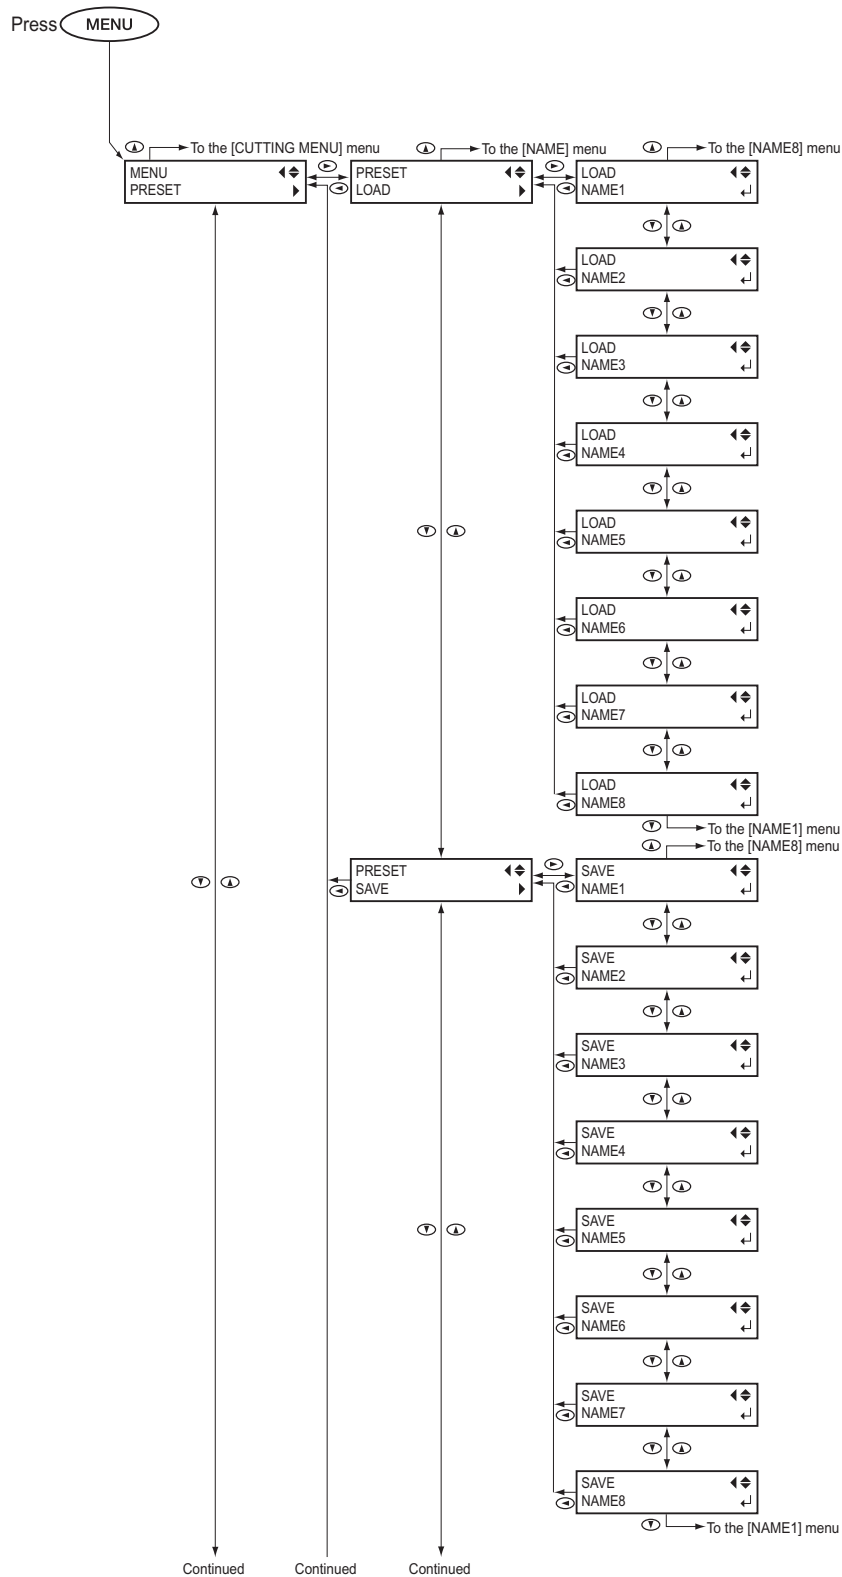 Press MENU
To the [CUTTING MENU] menu
To the [NAME] menu
To the [NAME8] menu
MENU
PRESET
PRESET
LOAD
LOAD
NAME1
LOAD
NAME2
LOAD
NAME3
LOAD
NAME4
LOAD
NAME5
LOAD
NAME6
LOAD
NAME7
LOAD
NAME8
To the [NAME1] menu
To the [NAME8] menu
PRESET
SAVE
SAVE
NAME1
SAVE
NAME2
SAVE
NAME3
SAVE
NAME4
SAVE
NAME5
SAVE
NAME6
SAVE
NAME7
SAVE
NAME8
To the [NAME1] menu
Continued
Continued
Continued